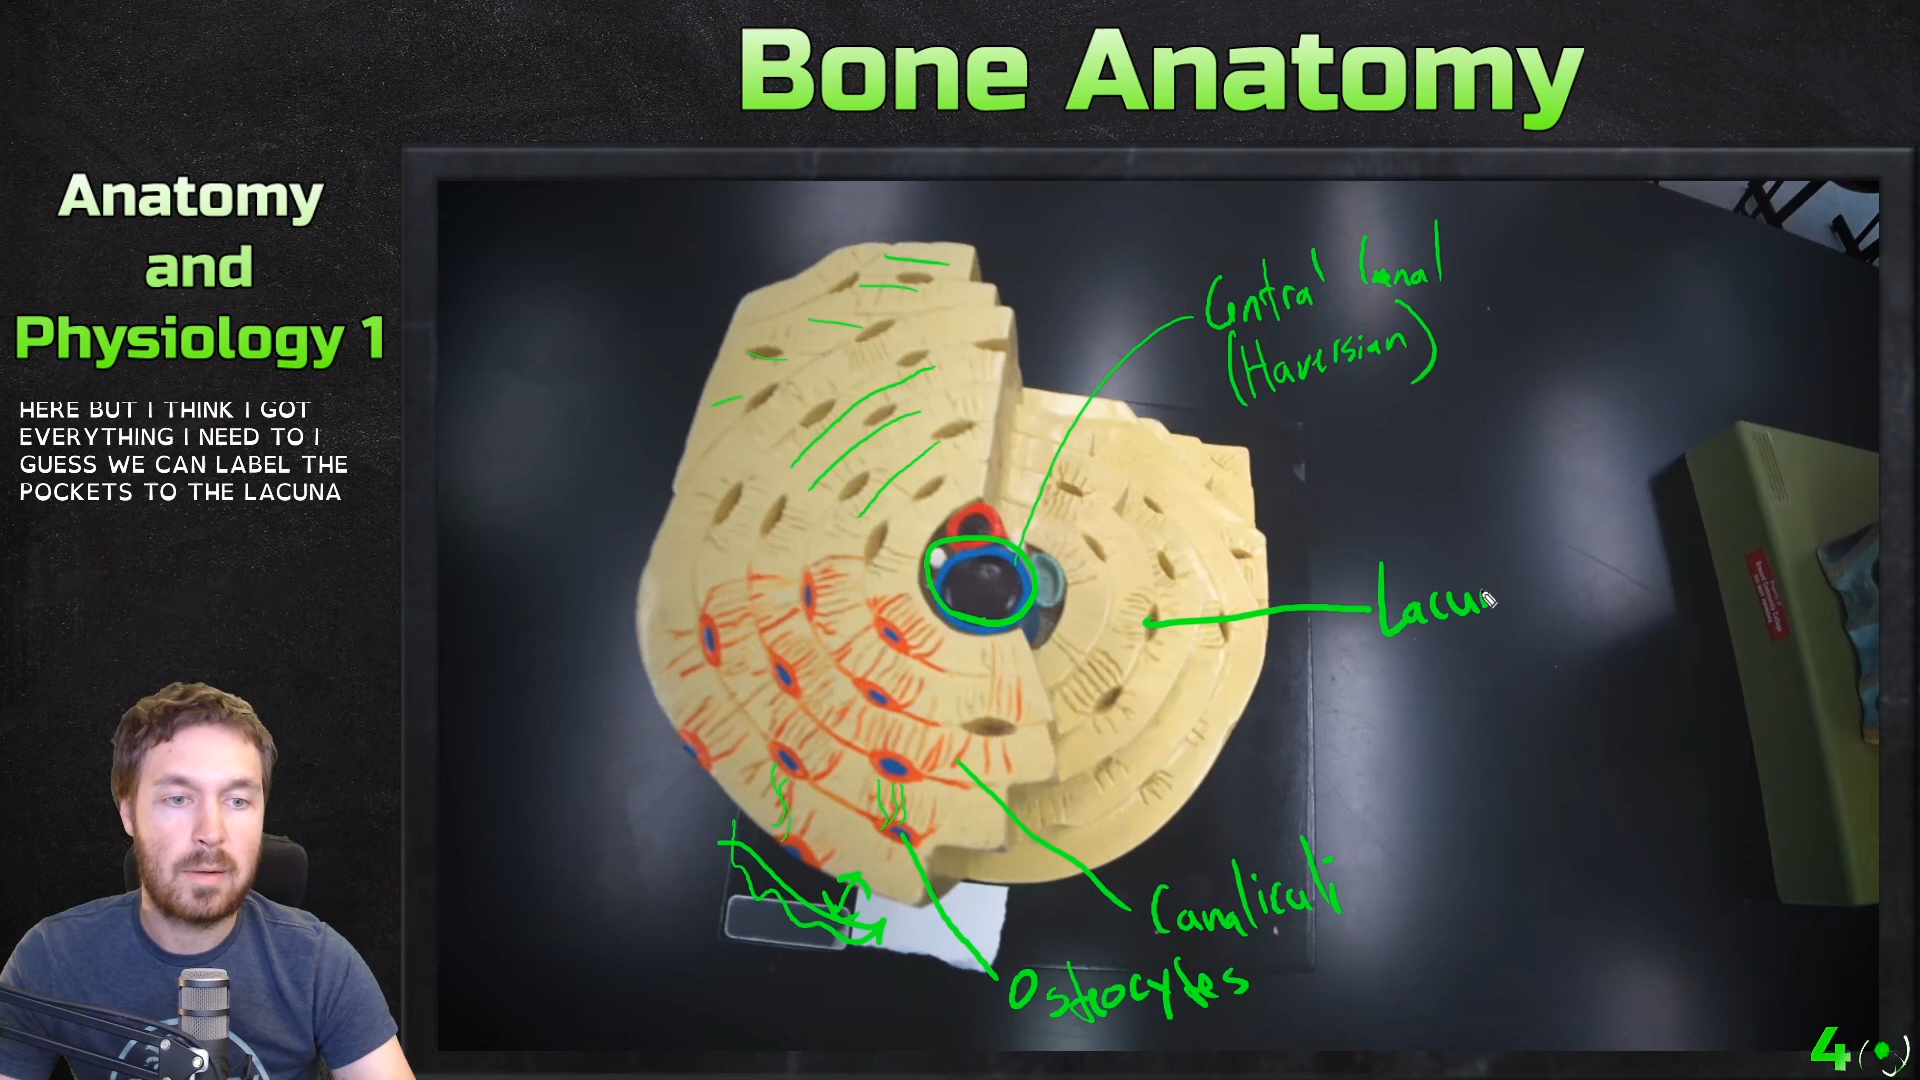 Bone Anatomy
Anatomy
and
Physiology 1
HERE BUT I THINK I GOT
EVERYTHING I NEED TO I
GUESS WE CAN LABEL THE
POCKETS TO THE LACUNA
Central Canal
(Haversian)
Lacun
Canaliculi
Osteocytes
4